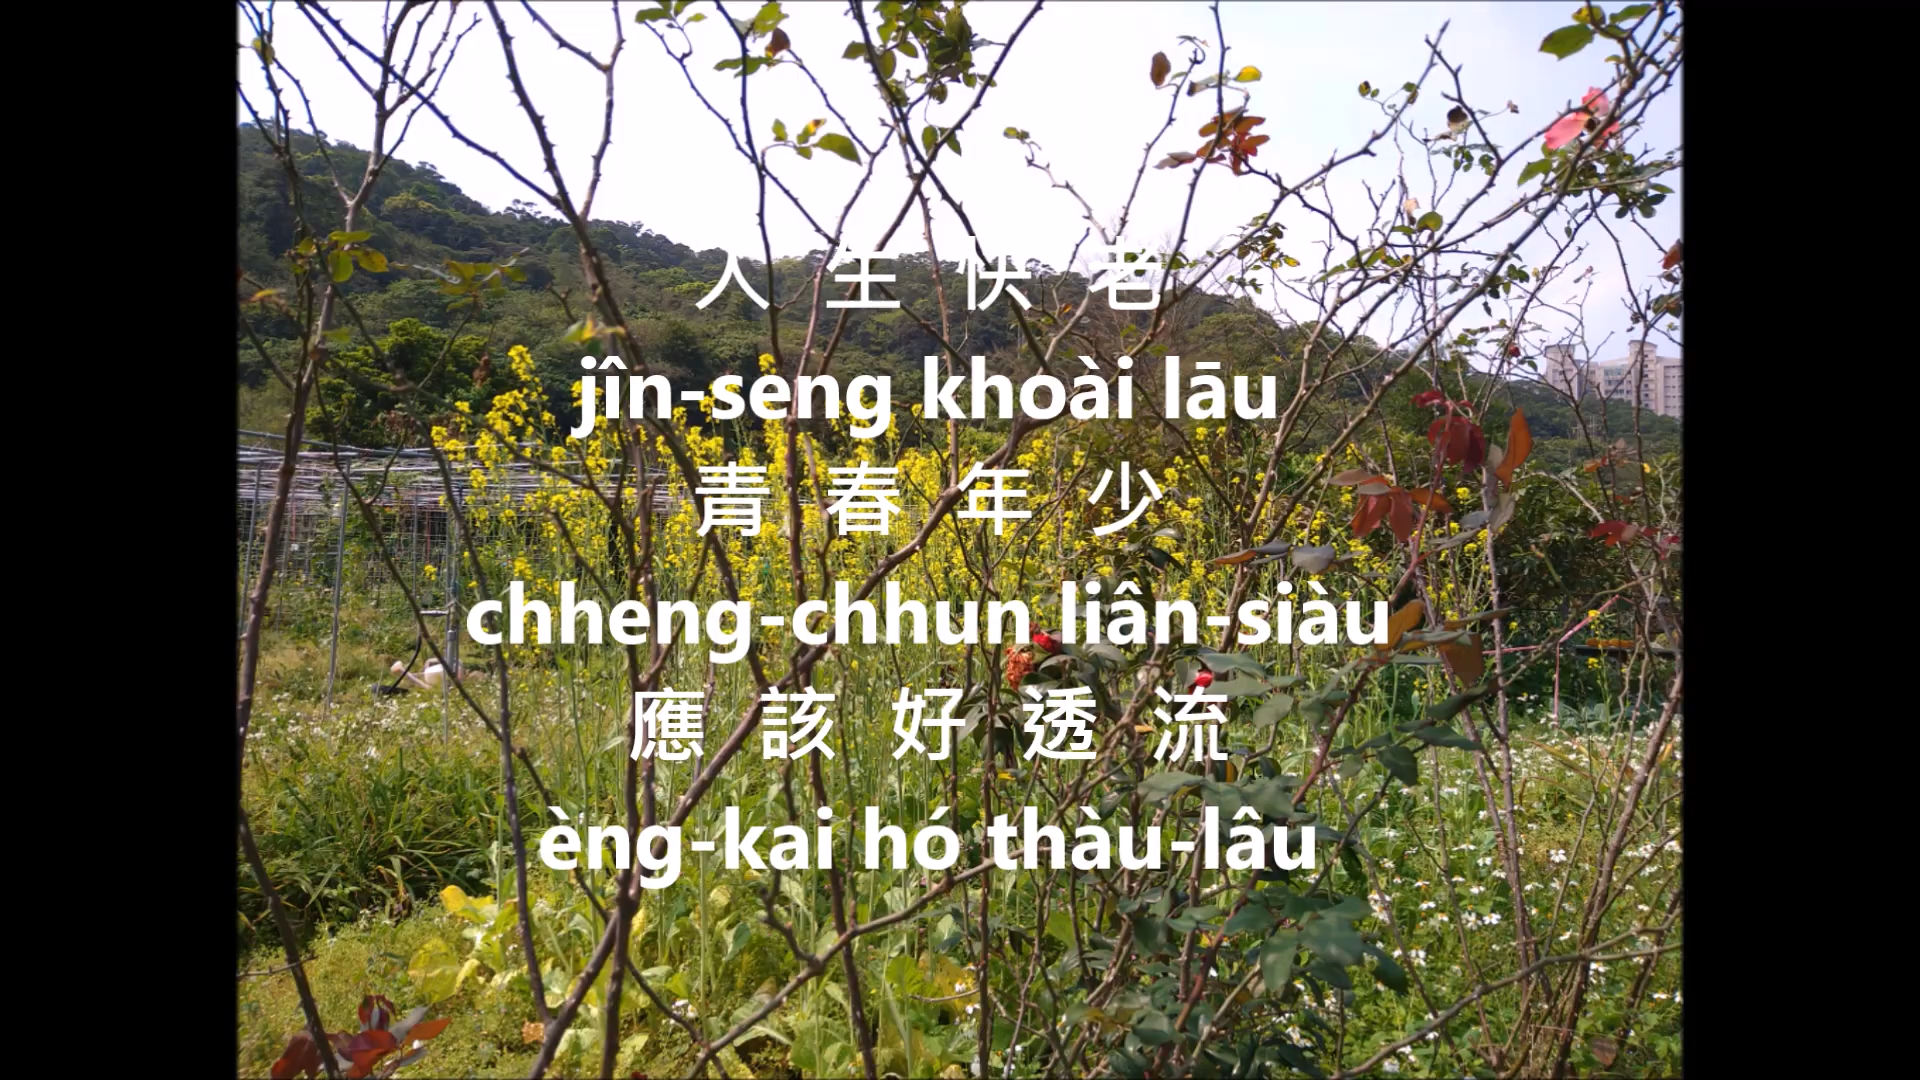 人生快老
jîn-seng khoài lāu
青春年少
chheng-chhun liân-siàu
應該好透流
èng-kai hó thàu-lâu